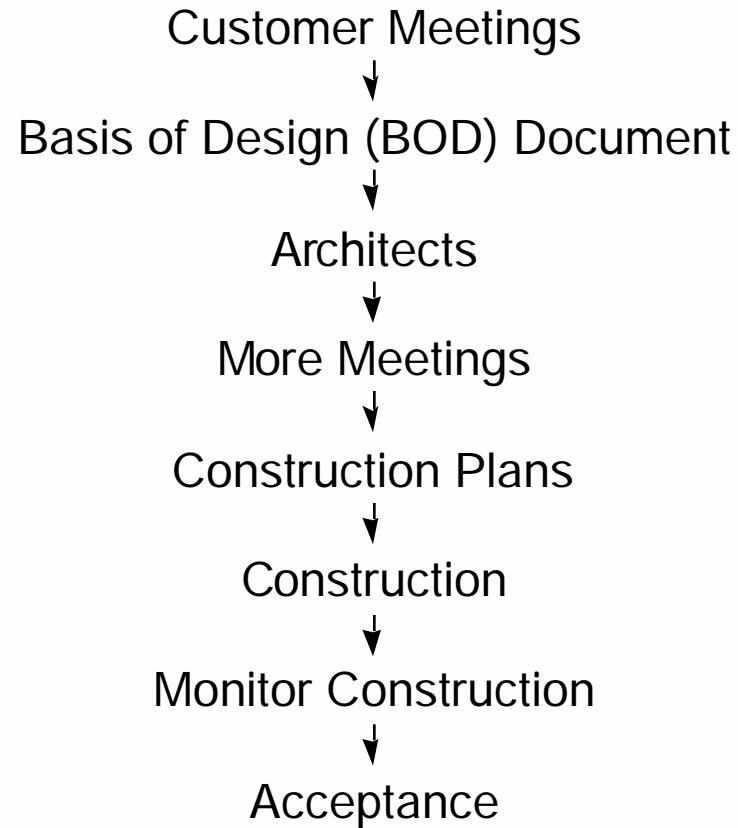 Customer Meetings
Basis of Design (BOD) Document
Architects
More Meetings
Construction Plans
Construction
Monitor Construction
Acceptance